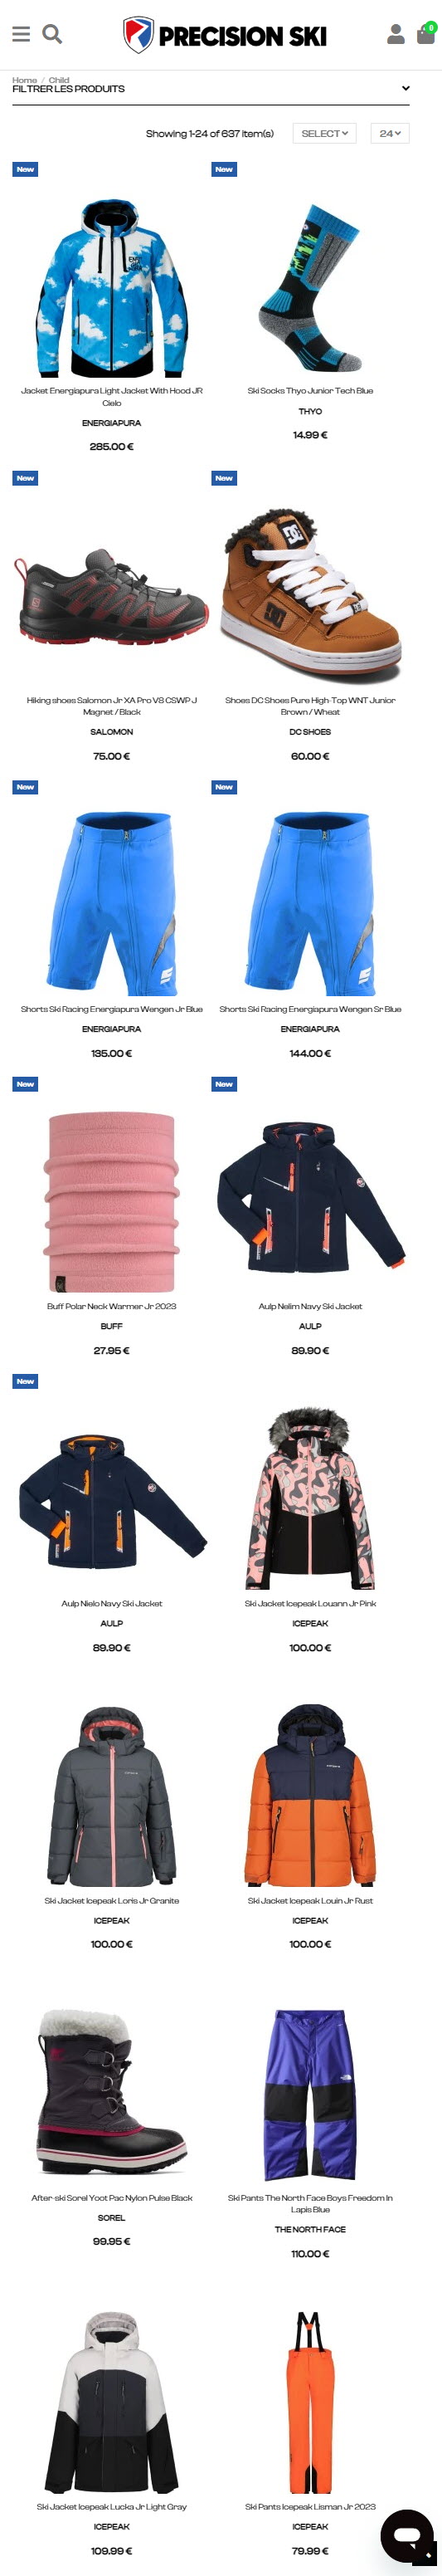 PRECISION SKI
0
Home / Child
FILTRER LES PRODUITS
Showing 1-24 of 637 item(s)
SELECT
24
New
New
Jacket Energiapura Light Jacket With Hood JR
Cielo
ENERGIAPURA
285.00 €
Ski Socks Thyo Junior Tech Blue
THYO
14.99 €
New
New
Hiking shoes Salomon Jr XA Pro V8 CSWP J
Magnet / Black
SALOMON
75.00 €
Shoes DC Shoes Pure High-Top WNT Junior
Brown / Wheat
DC SHOES
60.00 €
New
New
Shorts Ski Racing Energiapura Wengen Jr Blue
ENERGIAPURA
135.00 €
Shorts Ski Racing Energiapura Wengen Sr Blue
ENERGIAPURA
144.00 €
New
New
Buff Polar Neck Warmer Jr 2023
BUFF
27.95 €
Aulp Nelim Navy Ski Jacket
AULP
89.90 €
New
Aulp Nielo Navy Ski Jacket
AULP
89.90 €
Ski Jacket Icepeak Louann Jr Pink
ICEPEAK
100.00 €
Ski Jacket Icepeak Loris Jr Granite
ICEPEAK
100.00 €
Ski Jacket Icepeak Louin Jr Rust
ICEPEAK
100.00 €
After-ski Sorel Yoot Pac Nylon Pulse Black
SOREL
99.95 €
Ski Pants The North Face Boys Freedom In
Lapis Blue
THE NORTH FACE
110.00 €
Ski Jacket Icepeak Lucka Jr Light Gray
ICEPEAK
109.99 €
Ski Pants Icepeak Lisman Jr 2023
ICEPEAK
79.99 €